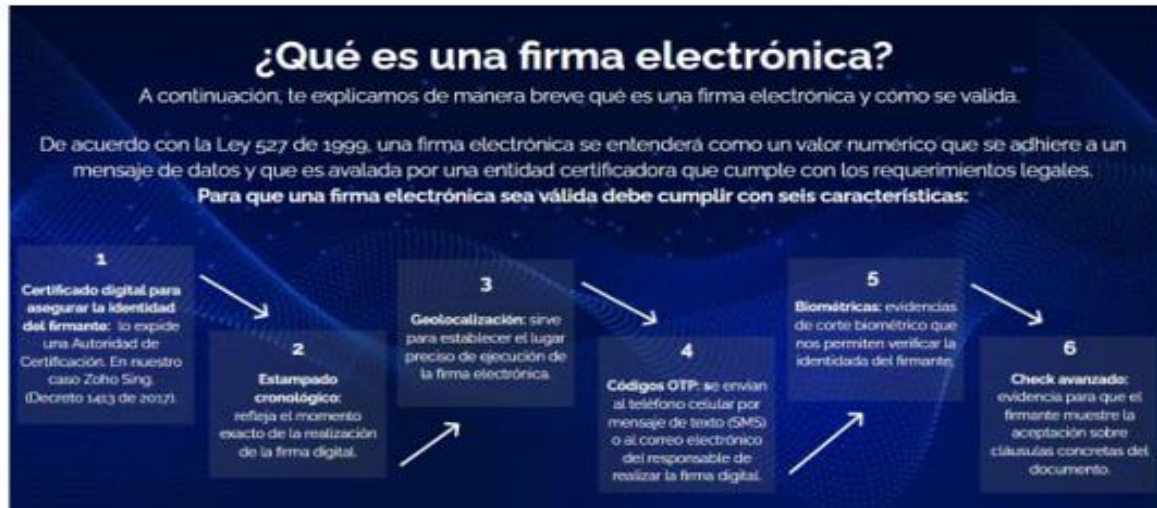 ¿Qué es una firma electrónica?
A continuación, te explicamos de manera breve qué es una firma electrónica y cómo se valida.
De acuerdo con la Ley 527 de 1999, una firma electrónica se entenderá como un valor numérico que se adhiere a un
mensaje de datos y que es avalada por una entidad certificadora que cumple con los requerimientos legales.
Para que una firma electrónica sea válida debe cumplir con seis características:
1
Certificado digital para
asegurar la identidad
del firmante: lo expide
una Autoridad de
Certificación. En nuestro
caso Zoho Sing.
(Decreto 1413 de 2017).
2
Estampado
cronológico:
refleja el momento
exacto de la realización
de la firma digital.
3
Geolocalización: sirve
para establecer el lugar
preciso de ejecución de
la firma electrónica.
4
Códigos OTP: se envían
al teléfono celular por
mensaje de texto (SMS)
o al correo electrónico
del responsable de
realizar la firma digital.
5
Biométricas: evidencias
de corte biométrico que
nos permiten verificar la
identidada del firmante.
6
Check avanzado:
evidencia para que el
firmante muestre la
aceptación sobre
cláusulas concretas del
documento.